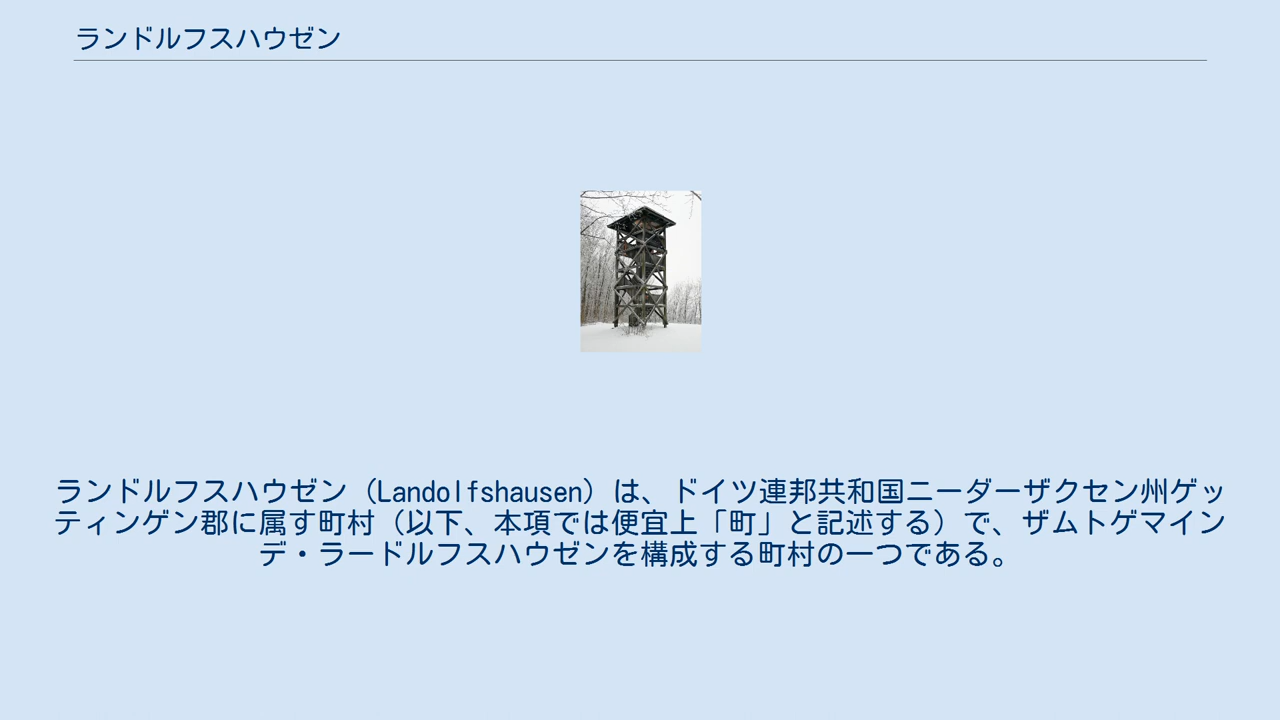 ランドルフスハウゼン
ランドルフスハウゼン（Landolfshausen）は、ドイツ連邦共和国ニーダーザクセン州ゲッ
ティンゲン郡に属す町村（以下、本項では便宜上「町」と記述する）で、ザムトゲマイン
デ・ラードルフスハウゼンを構成する町村の一つである。